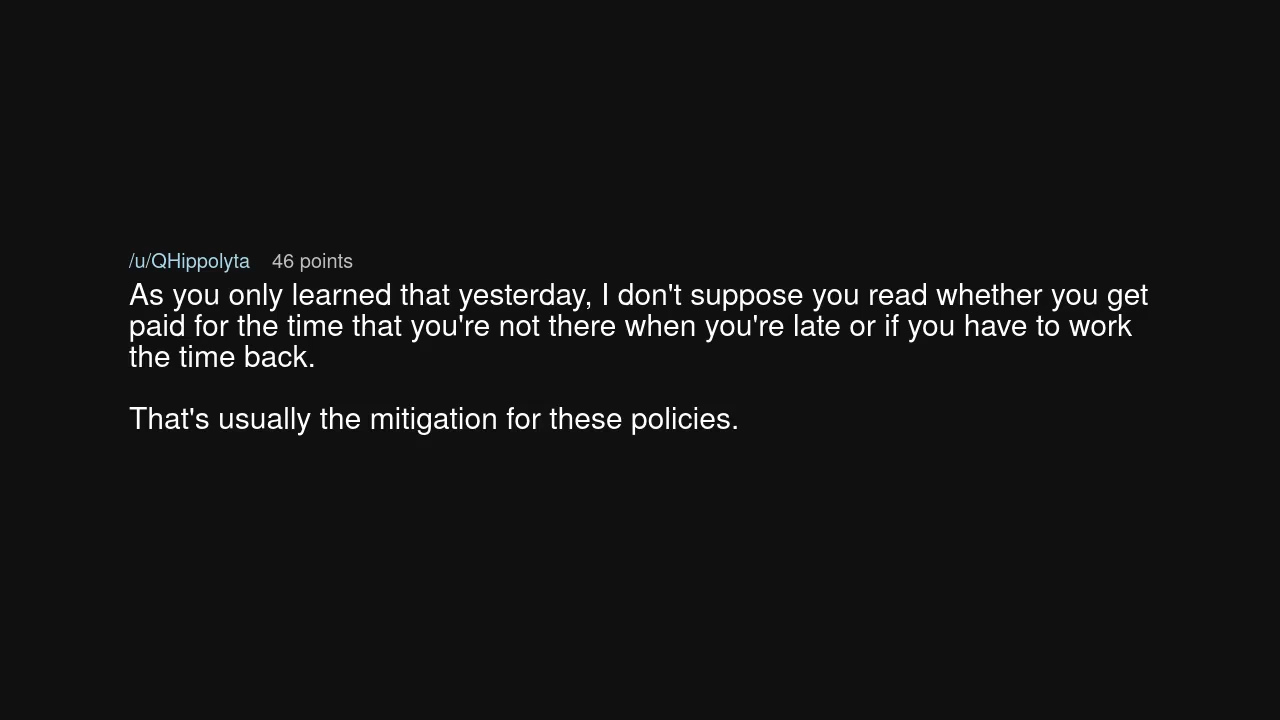 /u/QHippolyta 46 points
As you only learned that yesterday, I don't suppose you read whether you get
paid for the time that you're not there when you're late or if you have to work
the time back.
That's usually the mitigation for these policies.